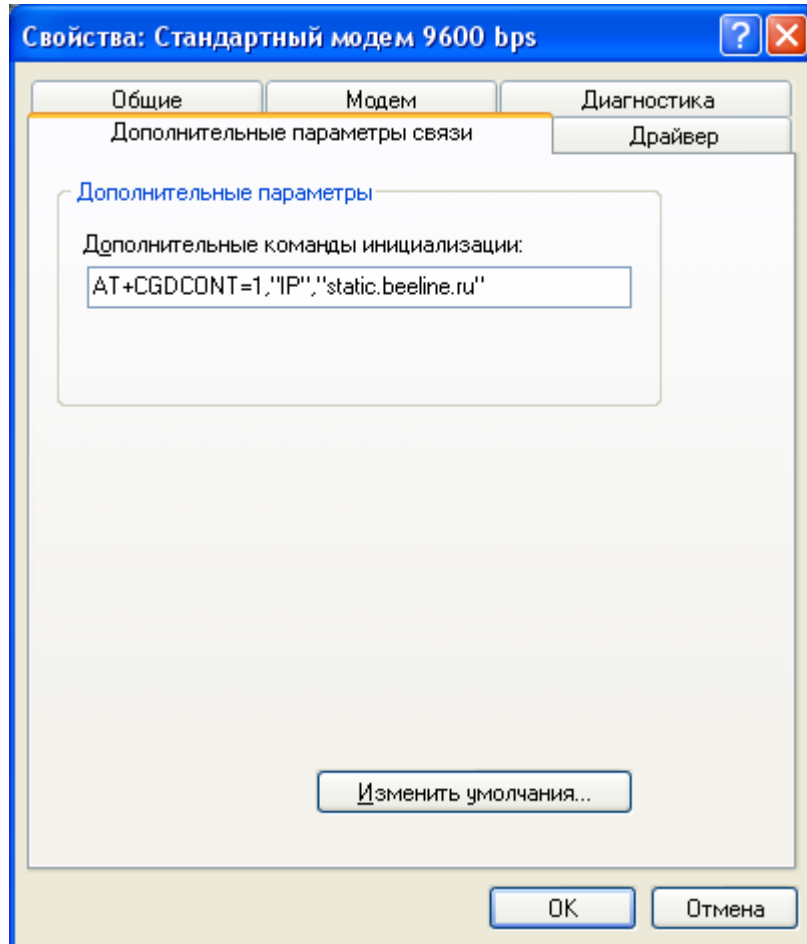 Свойства: Стандартный модем 9600 bps
Общие
Модем
Диагностика
Дополнительные параметры связи
Драйвер
Дополнительные параметры
Дополнительные команды инициализации:
AT+CGDCONT=1,"IP","static.beeline.ru"
Изменить умолчания...
OK
Отмена